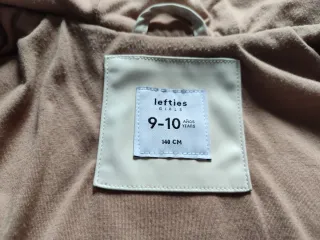 lefties
GIRLS
9-10 AÑOS
YEARS
140 CM